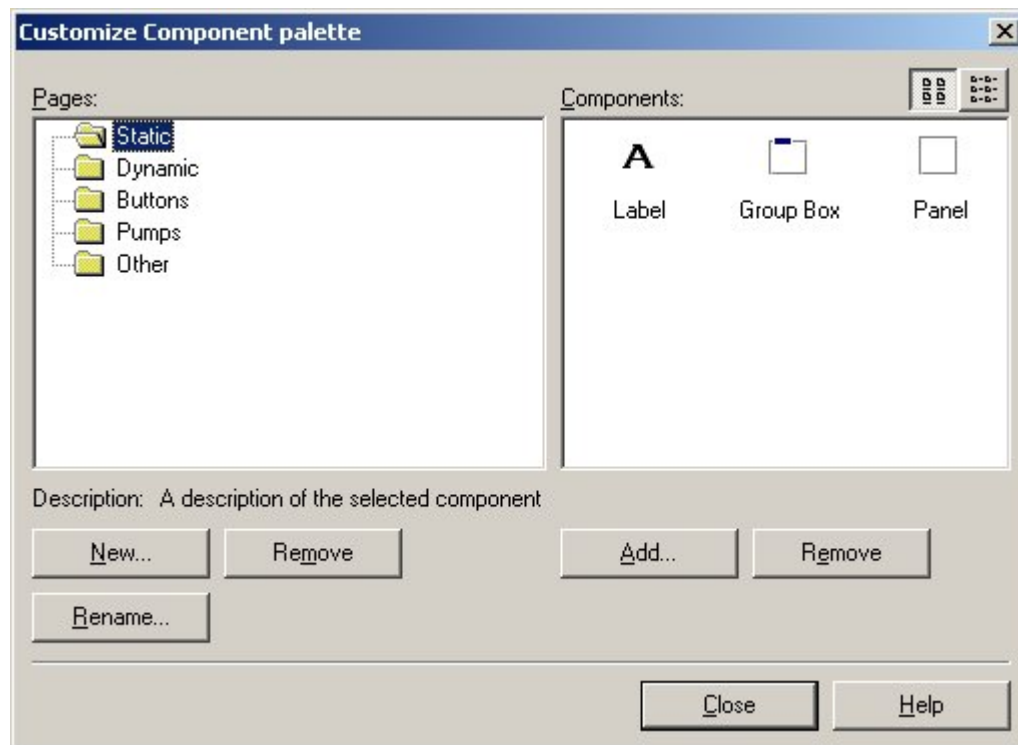 Customize Component palette
Pages:
Static
Dynamic
Buttons
Pumps
Other
Components:
A
Label
Group Box
Panel
Description: A description of the selected component
New...
Remove
Add...
Remove
Rename...
Close
Help